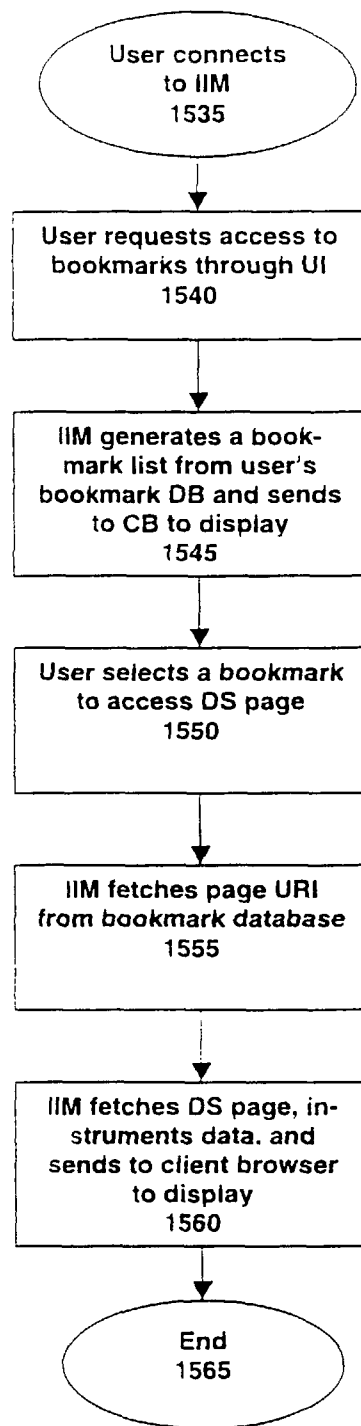 User connects
to IIM
1535
User requests access to
bookmarks through UI
1540
IIM generates a book-
mark list from user's
bookmark DB and sends
to CB to display
1545
User selects a bookmark
to access DS page
1550
IIM fetches page URI
from bookmark database
1555
IIM fetches DS page, in-
struments data. and
sends to client browser
to display
1560
End
1565